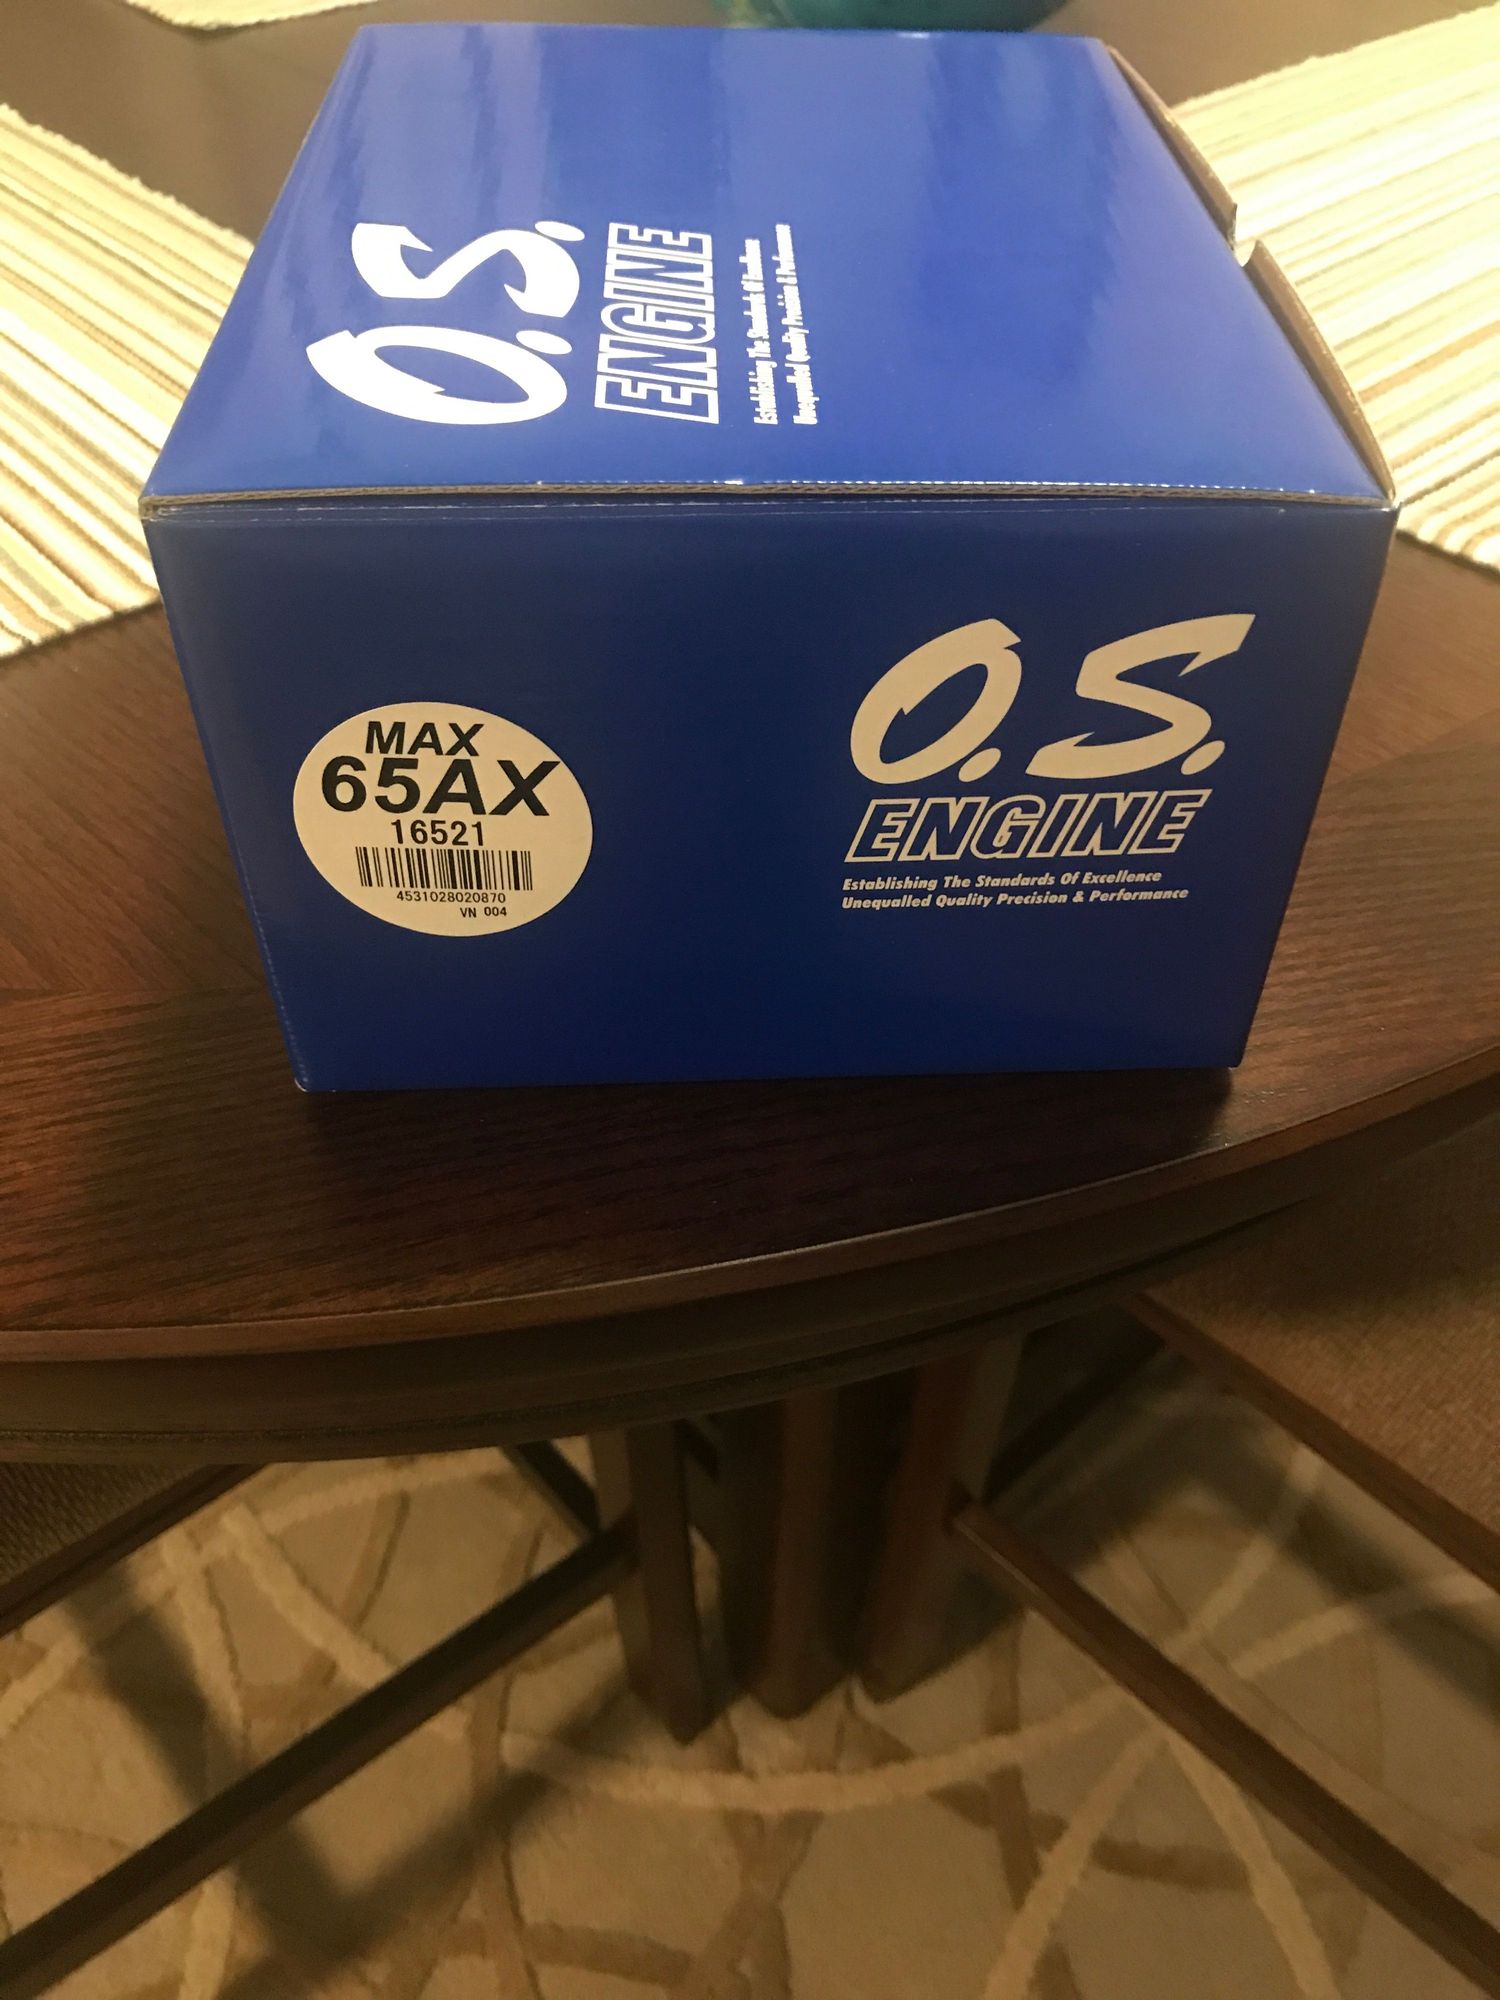 O.S.
ENGINE
Establishing The Standards Of Excellence
Unequalled Quality Precision & Performance
MAX
65AX
16521
4531028020870
VN 004
O.S.
ENGINE
Establishing The Standards Of Excellence
Unequalled Quality Precision & Performance